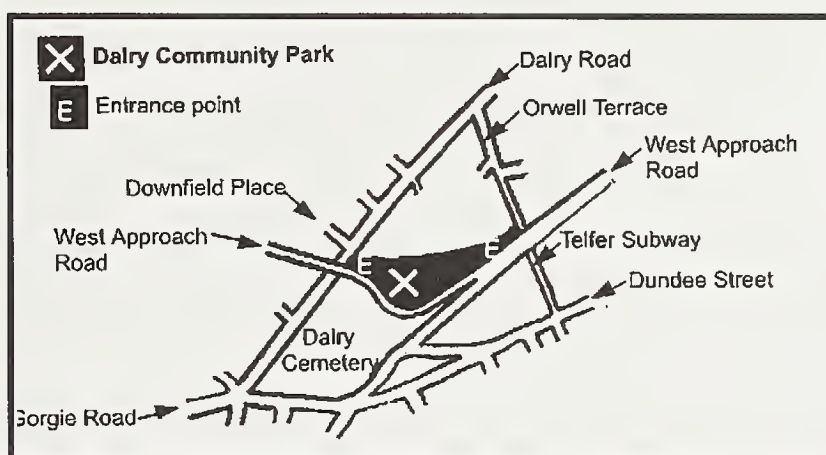 X Dalry Community Park
E Entrance point
Dalry Road
Orwell Terrace
West Approach
Road
Downfield Place
West Approach
Road
E
E
X
Telfer Subway
Dundee Street
Dalry
Cemetery
Gorgie Road